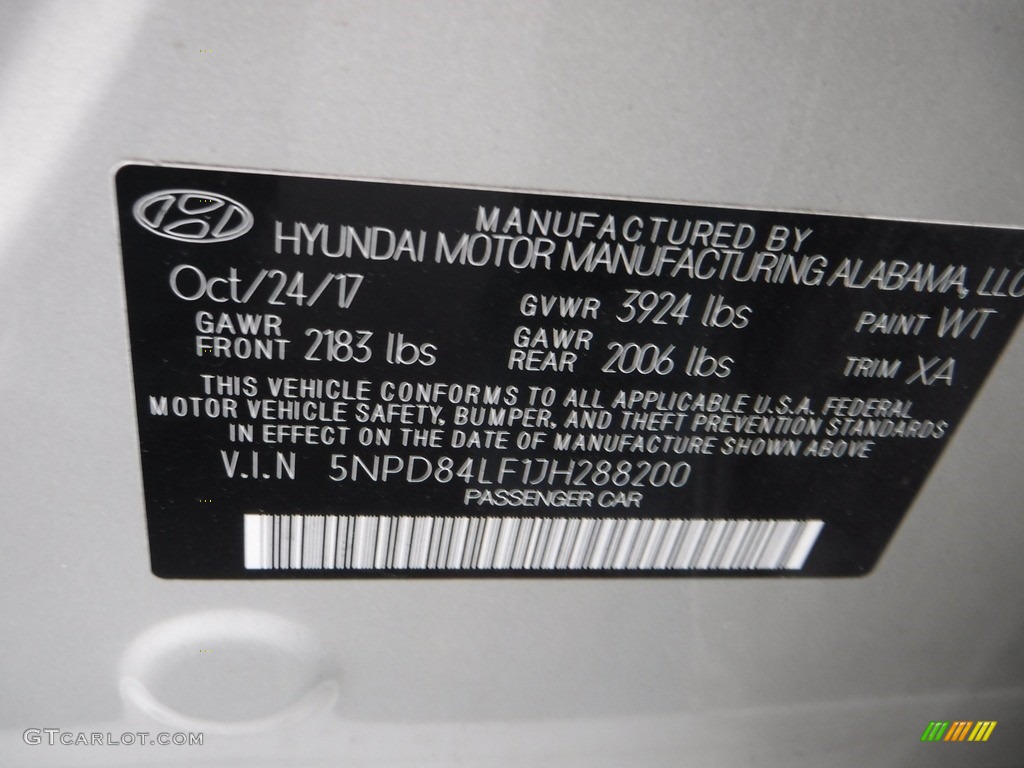 MANUFACTURED BY
HYUNDAI MOTOR MANUFACTURING ALABAMA, LLC
Oct/24/17 GVWR 3924 lbs PAINT WT
GAWR FRONT 2183 lbs GAWR REAR 2006 lbs TRIM XA
THIS VEHICLE CONFORMS TO ALL APPLICABLE U.S.A. FEDERAL
MOTOR VEHICLE SAFETY, BUMPER, AND THEFT PREVENTION STANDARDS
IN EFFECT ON THE DATE OF MANUFACTURE SHOWN ABOVE
V.I.N 5NPD84LF1JH288200
PASSENGER CAR
GTCARLOT.COM